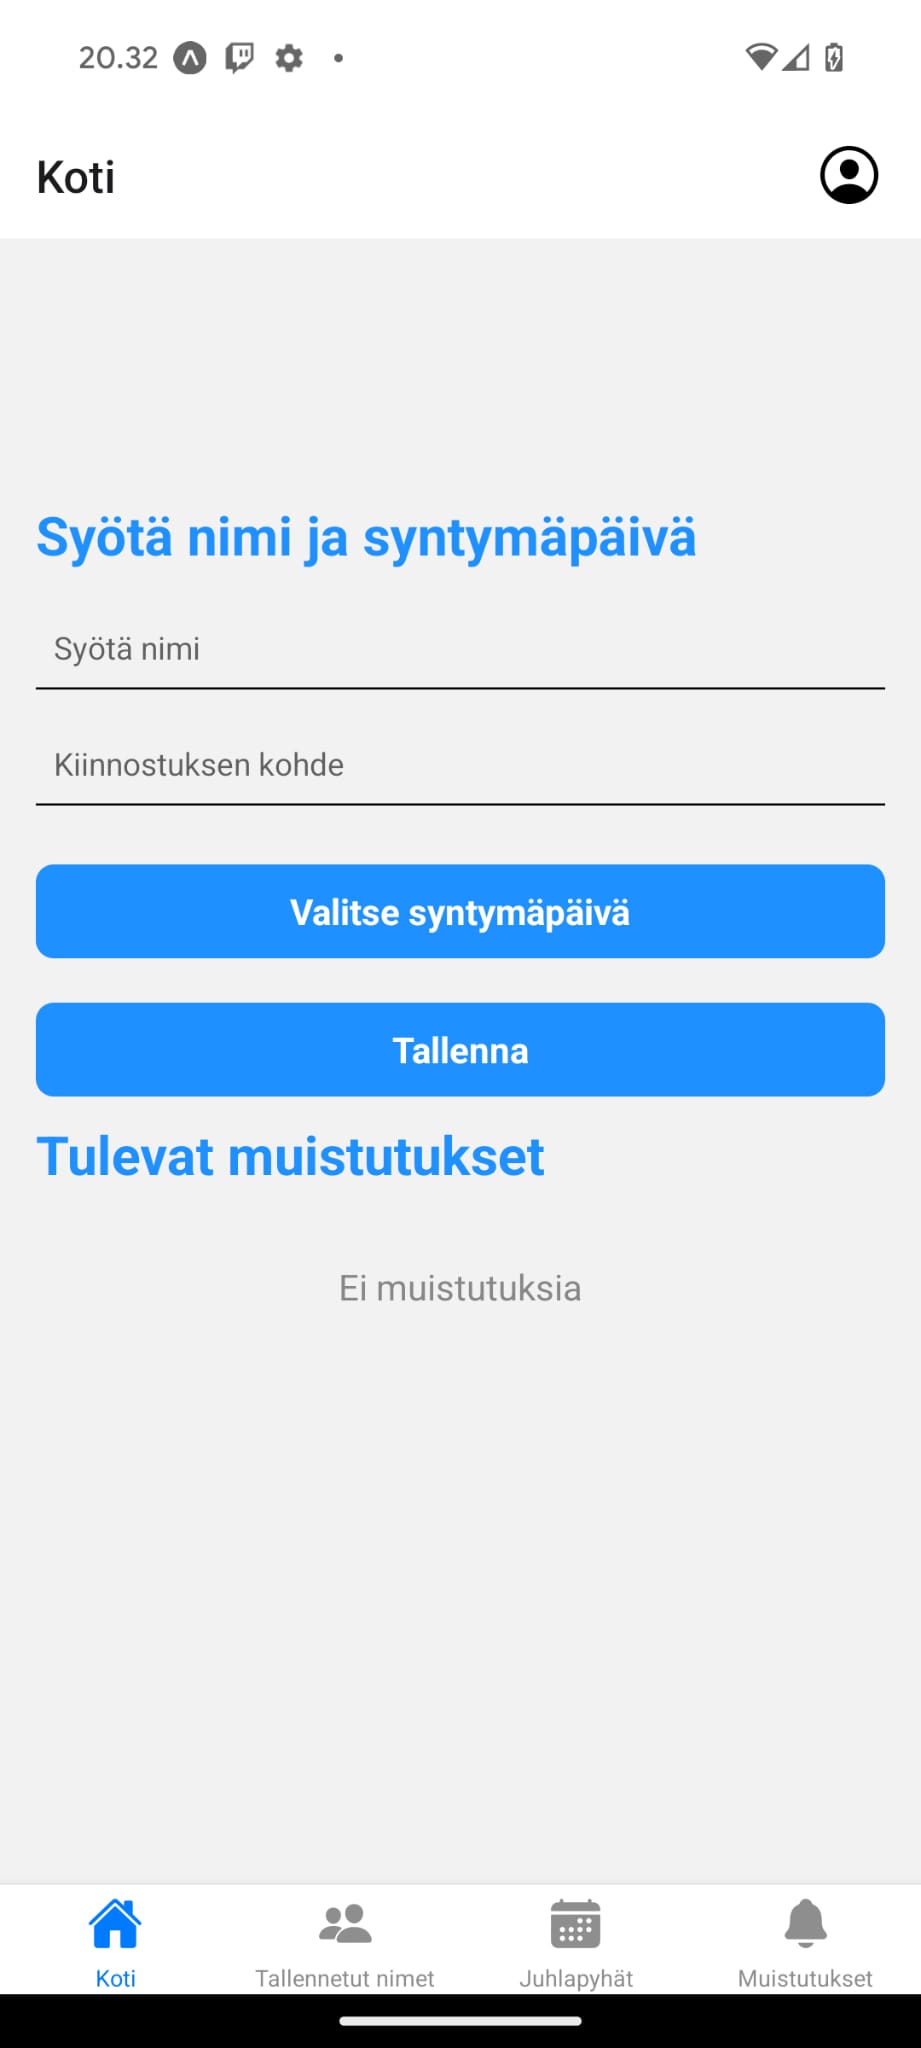 20.32
Koti
Syötä nimi ja syntymäpäivä
Syötä nimi
Kiinnostuksen kohde
Valitse syntymäpäivä
Tallenna
Tulevat muistutukset
Ei muistutuksia
Koti
Tallennetut nimet
Juhlapyhät
Muistutukset